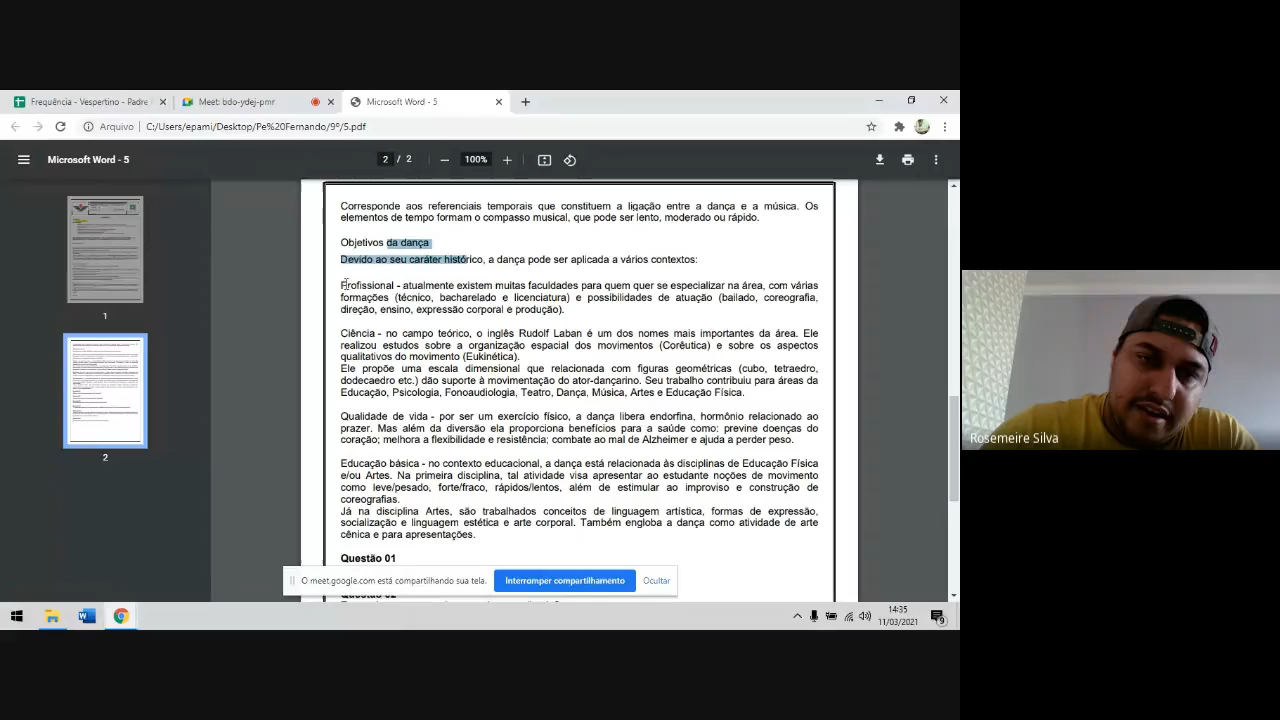 Frequência - Vespertino - Padre
Meet: bdo-ydej-pmr
Microsoft Word - 5
Arquivo
C:/Users/epami/Desktop/Pe%20Fernando/9º/5.pdf
Microsoft Word - 5
2 / 2
100%
1
2
Corresponde aos referenciais temporais que constituem a ligação entre a dança e a música. Os
elementos de tempo formam o compasso musical, que pode ser lento, moderado ou rápido.
Objetivos da dança
Devido ao seu caráter histórico, a dança pode ser aplicada a vários contextos:
Profissional - atualmente existem muitas faculdades para quem quer se especializar na área, com várias
formações (técnico, bacharelado e licenciatura) e possibilidades de atuação (bailado, coreografia,
direção, ensino, expressão corporal e produção).
Ciência - no campo teórico, o inglês Rudolf Laban é um dos nomes mais importantes da área. Ele
realizou estudos sobre a organização espacial dos movimentos (Corêutica) e sobre os aspectos
qualitativos do movimento (Eukinética).
Ele propõe uma escala dimensional que relacionada com figuras geométricas (cubo, tetraedro,
dodecaedro etc.) dão suporte à movimentação do ator-dançarino. Seu trabalho contribuiu para áreas da
Educação, Psicologia, Fonoaudiologia, Teatro, Dança, Música, Artes e Educação Física.
Qualidade de vida - por ser um exercício físico, a dança libera endorfina, hormônio relacionado ao
prazer. Mas além da diversão ela proporciona benefícios para a saúde como: previne doenças do
coração; melhora a flexibilidade e resistência; combate ao mal de Alzheimer e ajuda a perder peso.
Educação básica - no contexto educacional, a dança está relacionada às disciplinas de Educação Física
e/ou Artes. Na primeira disciplina, tal atividade visa apresentar ao estudante noções de movimento
como leve/pesado, forte/fraco, rápidos/lentos, além de estimular ao improviso e construção de
coreografias.
Já na disciplina Artes, são trabalhados conceitos de linguagem artística, formas de expressão,
socialização e linguagem estética e arte corporal. Também engloba a dança como atividade de arte
cênica e para apresentações.
Questão 01
O meet.google.com está compartilhando sua tela.
Interromper compartilhamento
Ocultar
14:35
11/03/2021
9
Rosemeire Silva